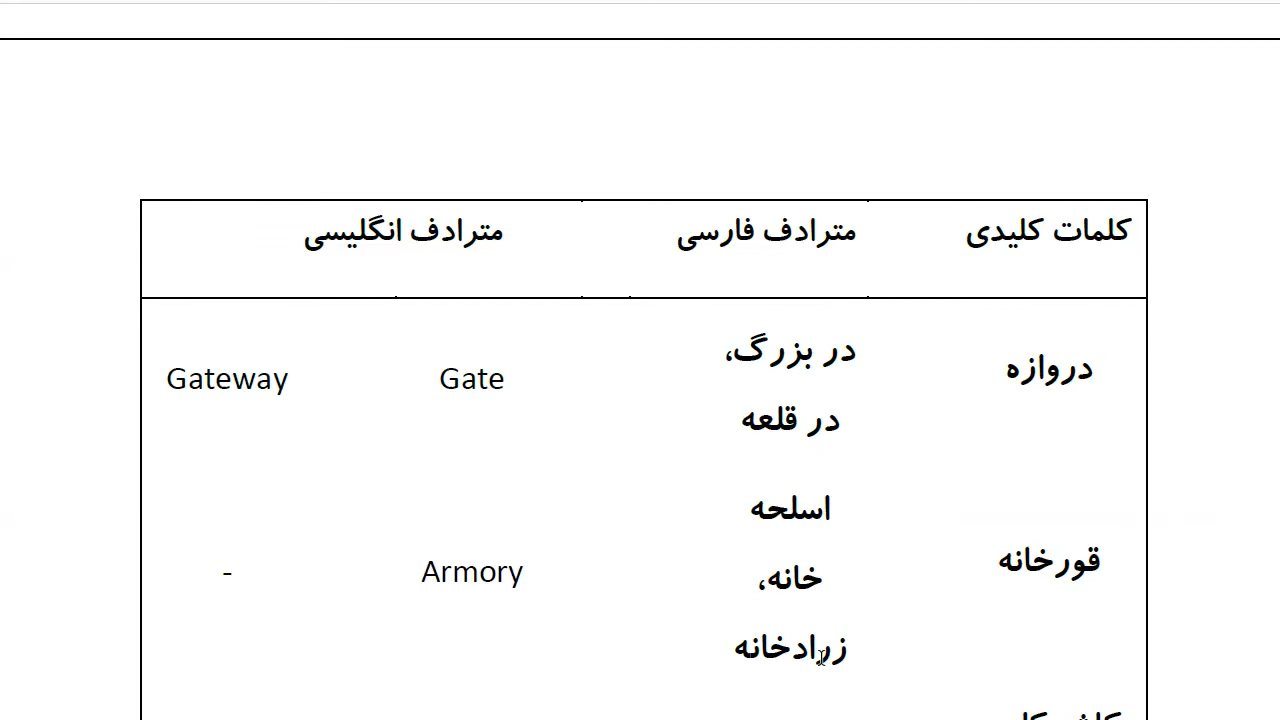 کلمات کلیدی مترادف فارسی مترادف انگلیسی
در بزرگ،
دروازه Gate Gateway
در قلعه
اسلحه
قورخانه خانه، Armory -
زرادخانه